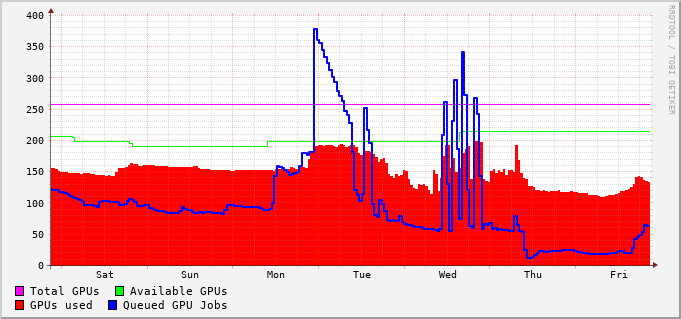 400
350
300
250
200
150
100
50
0
Sat Sun Mon Tue Wed Thu Fri
Total GPUs Available GPUs
GPUs used Queued GPU Jobs
RRDTOOL / TOBI OETIKER